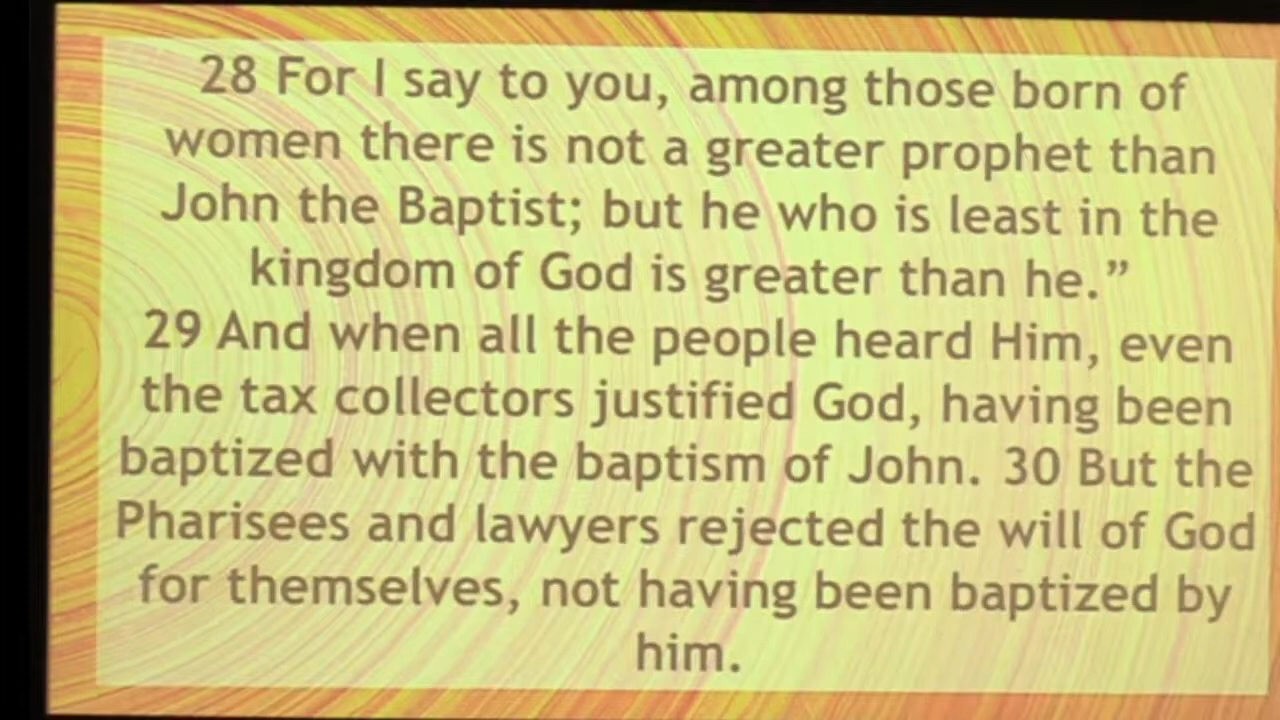 28 For I say to you, among those born of
women there is not a greater prophet than
John the Baptist; but he who is least in the
kingdom of God is greater than he.”
29 And when all the people heard Him, even
the tax collectors justified God, having been
baptized with the baptism of John. 30 But the
Pharisees and lawyers rejected the will of God
for themselves, not having been baptized by
him.